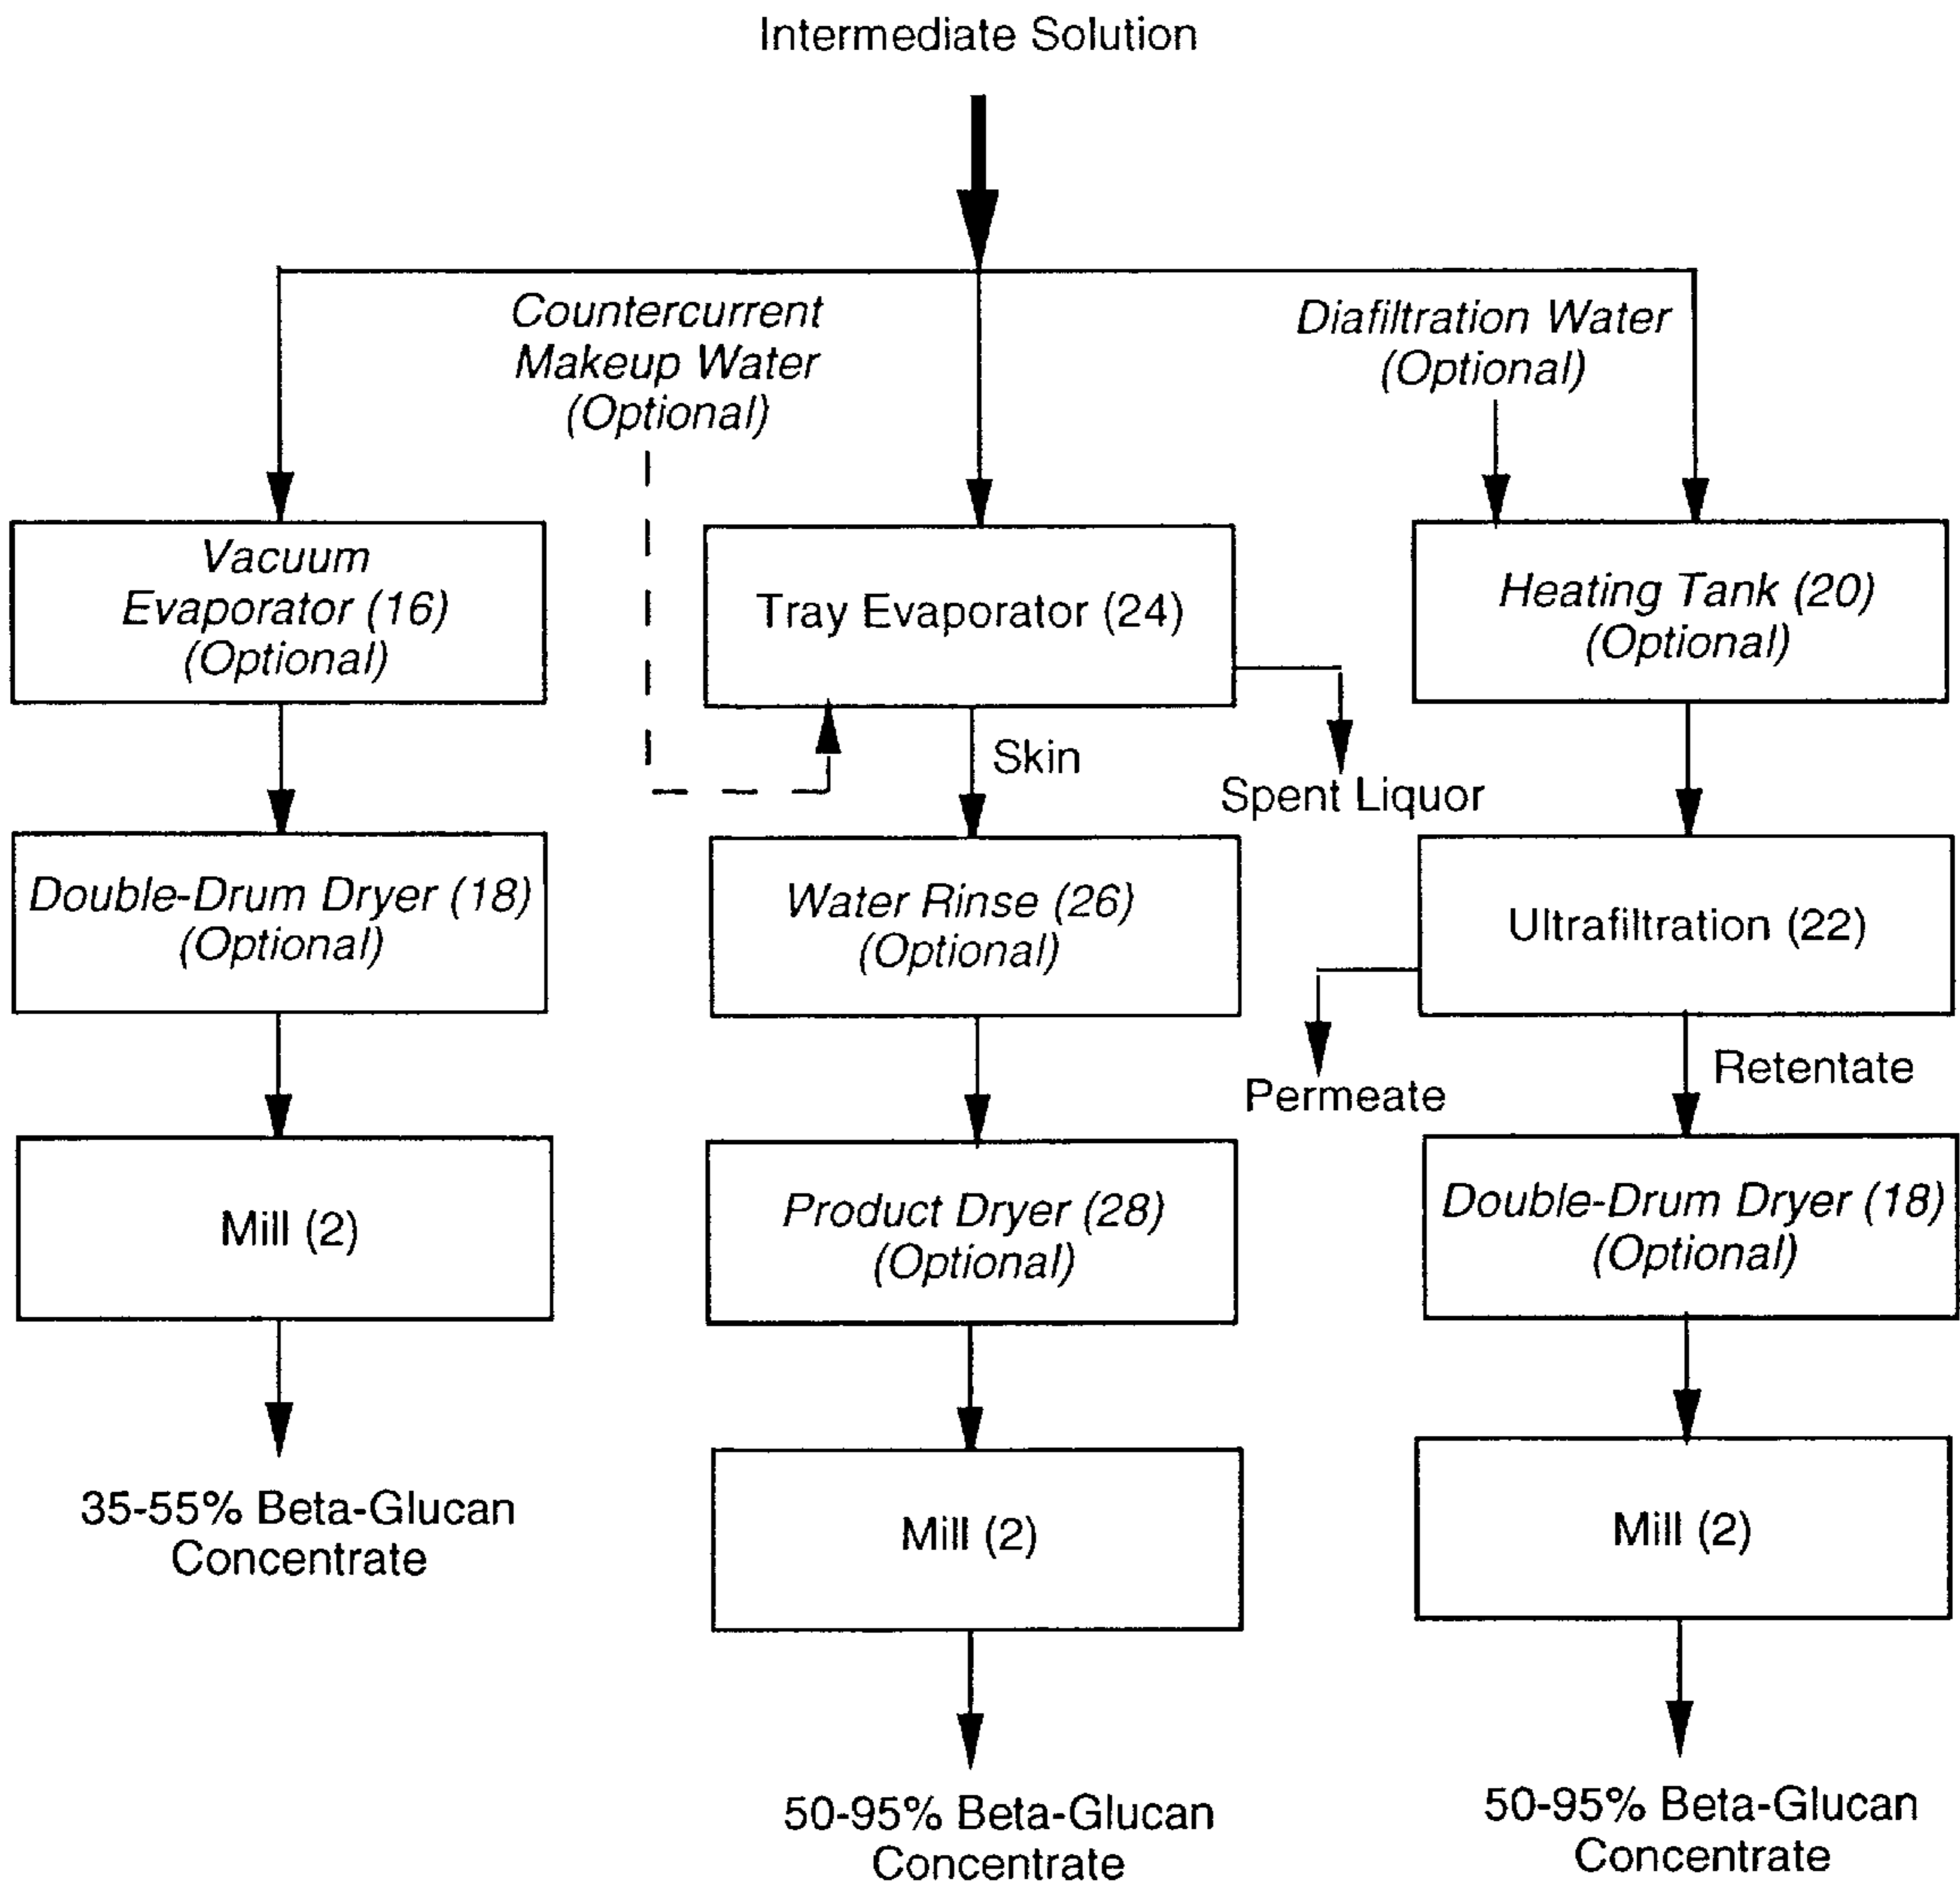 Intermediate Solution
Countercurrent
Makeup Water
(Optional)
Diafiltration Water
(Optional)
Vacuum
Evaporator (16)
(Optional)
Tray Evaporator (24)
Heating Tank (20)
(Optional)
Skin
Spent Liquor
Double-Drum Dryer (18)
(Optional)
Water Rinse (26)
(Optional)
Ultrafiltration (22)
Permeate
Retentate
Mill (2)
Product Dryer (28)
(Optional)
Double-Drum Dryer (18)
(Optional)
35-55% Beta-Glucan
Concentrate
Mill (2)
Mill (2)
50-95% Beta-Glucan
Concentrate
50-95% Beta-Glucan
Concentrate